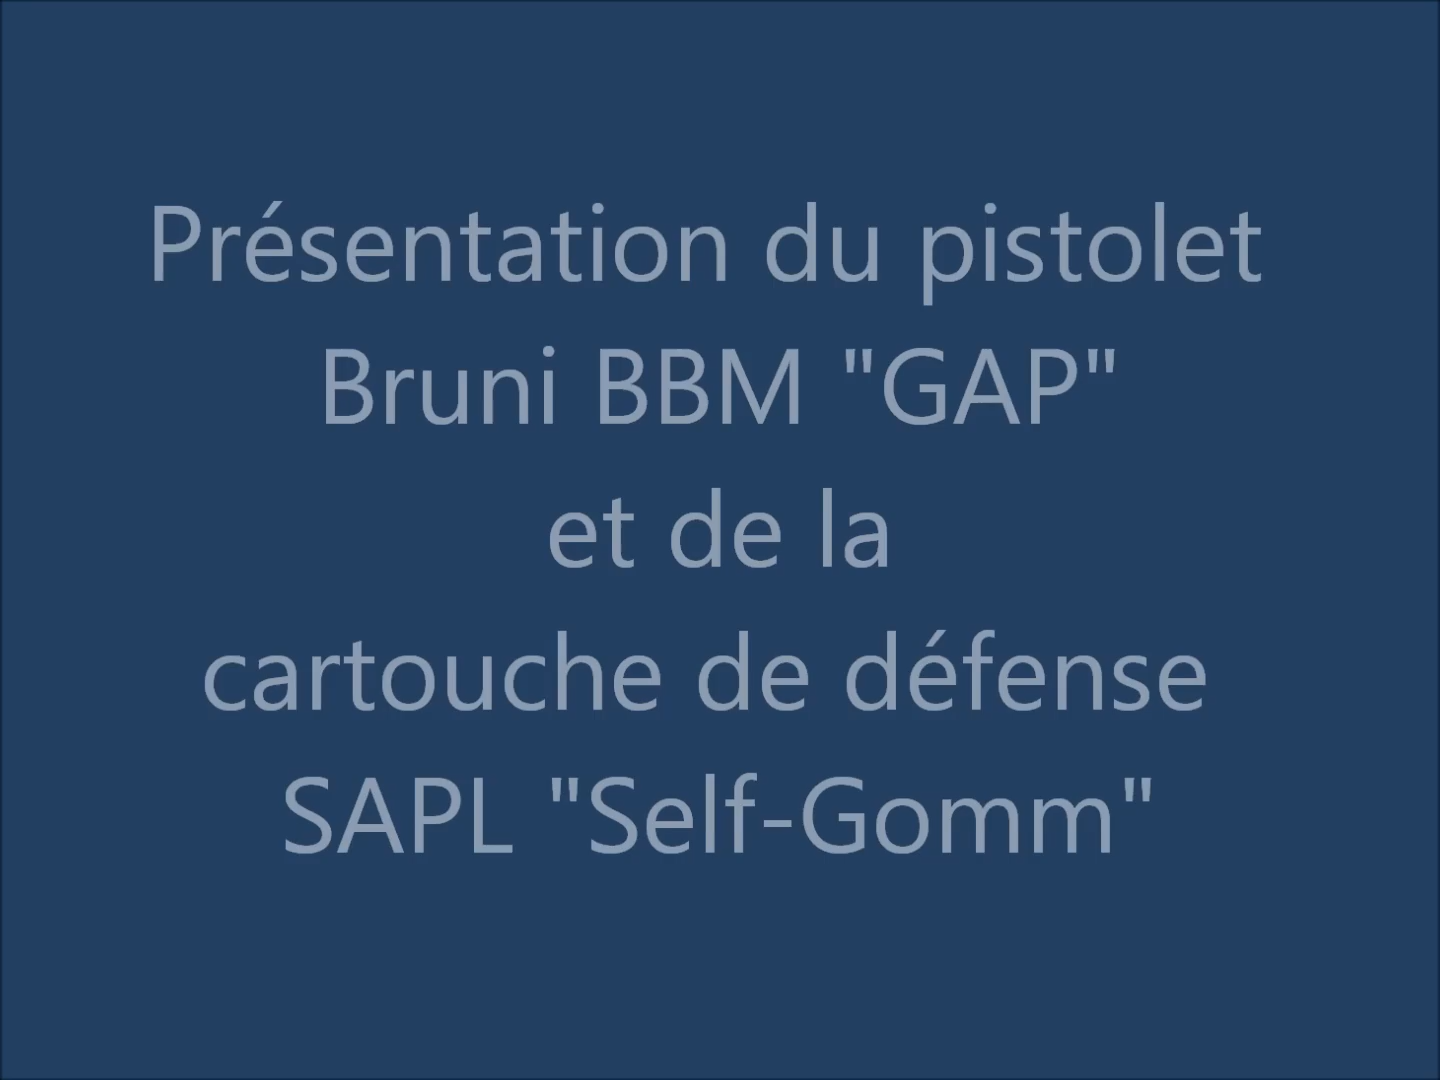 Présentation du pistolet
Bruni BBM "GAP"
et de la
cartouche de défense
SAPL "Self-Gomm"